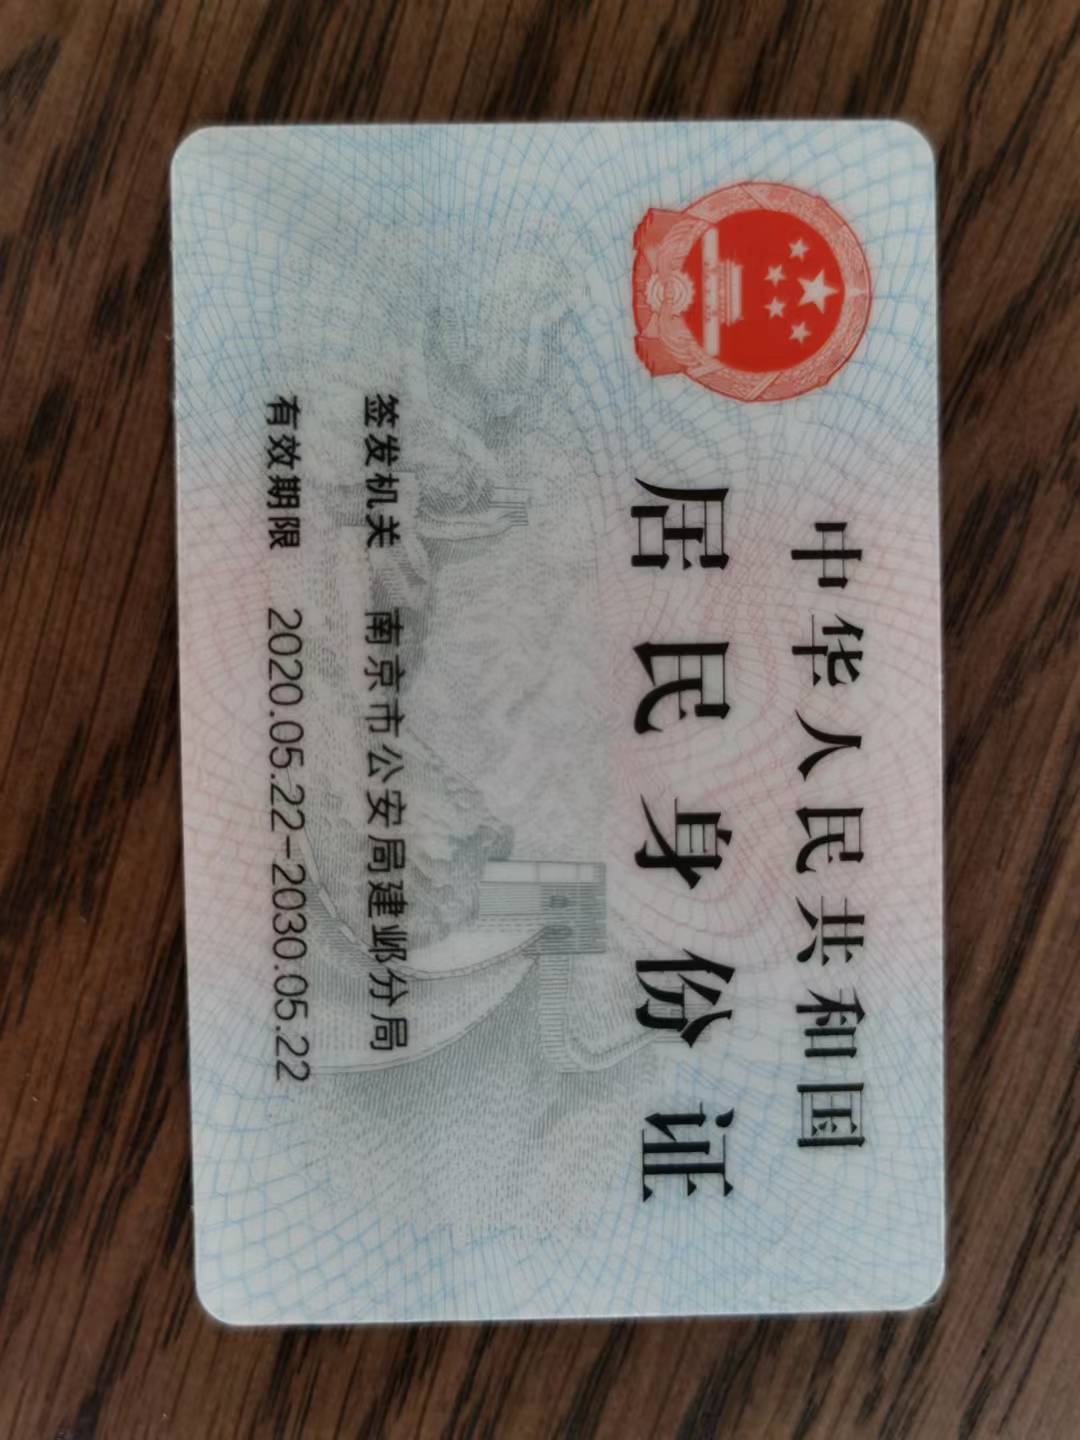 中华人民共和国
居民身份证
签发机关 南京市公安局建邺分局
有效期限 2020.05.22-2030.05.22